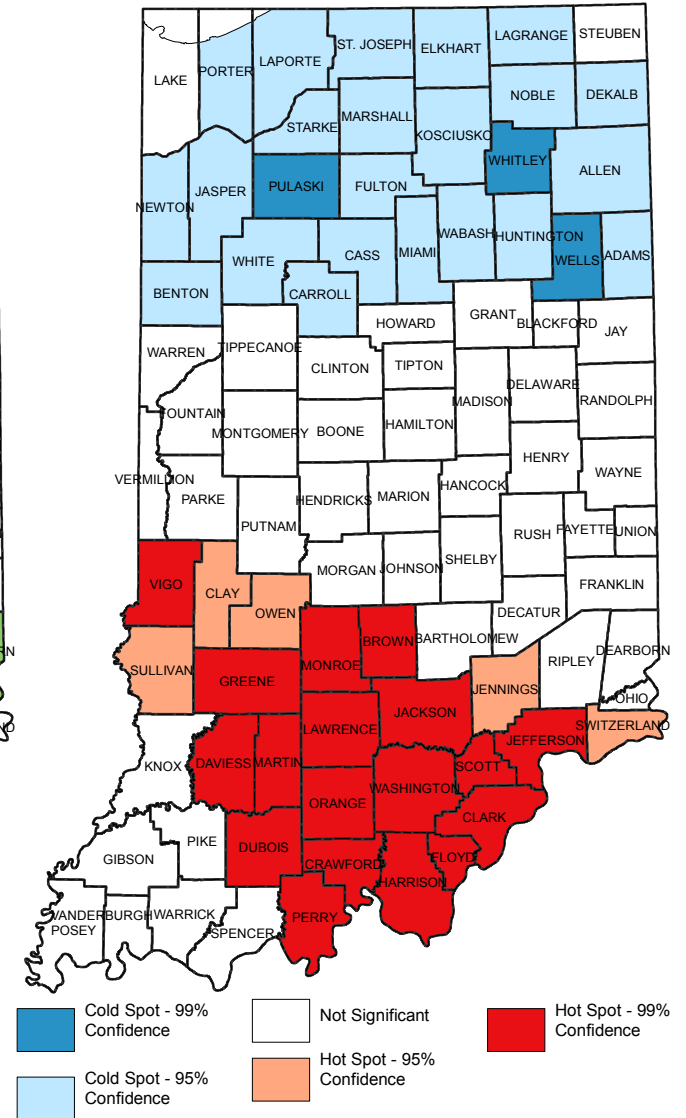 STEUBEN
LAGRANGE
ST. JOSEPH
ELKHART
LAPORTE
PORTER
LAKE
NOBLE
DEKALB
MARSHALL
STARKE
KOSCIUSKO
WHITLEY
ALLEN
PULASKI
FULTON
JASPER
NEWTON
WABASH
HUNTINGTON
MIAMI
CASS
WHITE
WELLS
ADAMS
BENTON
CARROLL
GRANT
HOWARD
BLACKFORD
JAY
WARREN
TIPPECANOE
CLINTON
TIPTON
DELAWARE
MADISON
RANDOLPH
FOUNTAIN
MONTGOMERY
BOONE
HAMILTON
HENRY
WAYNE
VERMILLION
PARKE
HENDRICKS
MARION
HANCOCK
PUTNAM
RUSH
FAYETTE
UNION
SHELBY
MORGAN
JOHNSON
FRANKLIN
VIGO
CLAY
OWEN
DECATUR
BROWN
BARTHOLOMEW
DEARBORN
RN
RIPLEY
MONROE
SULLIVAN
GREENE
JENNINGS
OHIO
JACKSON
SWITZERLAND
LAWRENCE
JEFFERSON
KNOX
DAVIESS
MARTIN
SCOTT
WASHINGTON
ORANGE
CLARK
PIKE
DUBOIS
GIBSON
CRAWFORD
FLOYD
HARRISON
VANDERBURGH
WARRICK
PERRY
POSEY
SPENCER
Cold Spot - 99%
Confidence
Not Significant
Hot Spot - 99%
Confidence
Hot Spot - 95%
Confidence
Cold Spot - 95%
Confidence